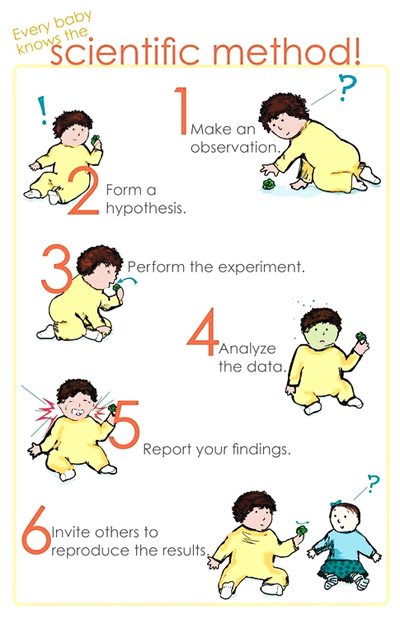 Every baby
knows the
scientific method!
1
Make an
observation.
?
!
2
Form a
hypothesis.
3
Perform the experiment.
4
Analyze
the data.
5
Report your findings.
6
Invite others to
reproduce the results.
?